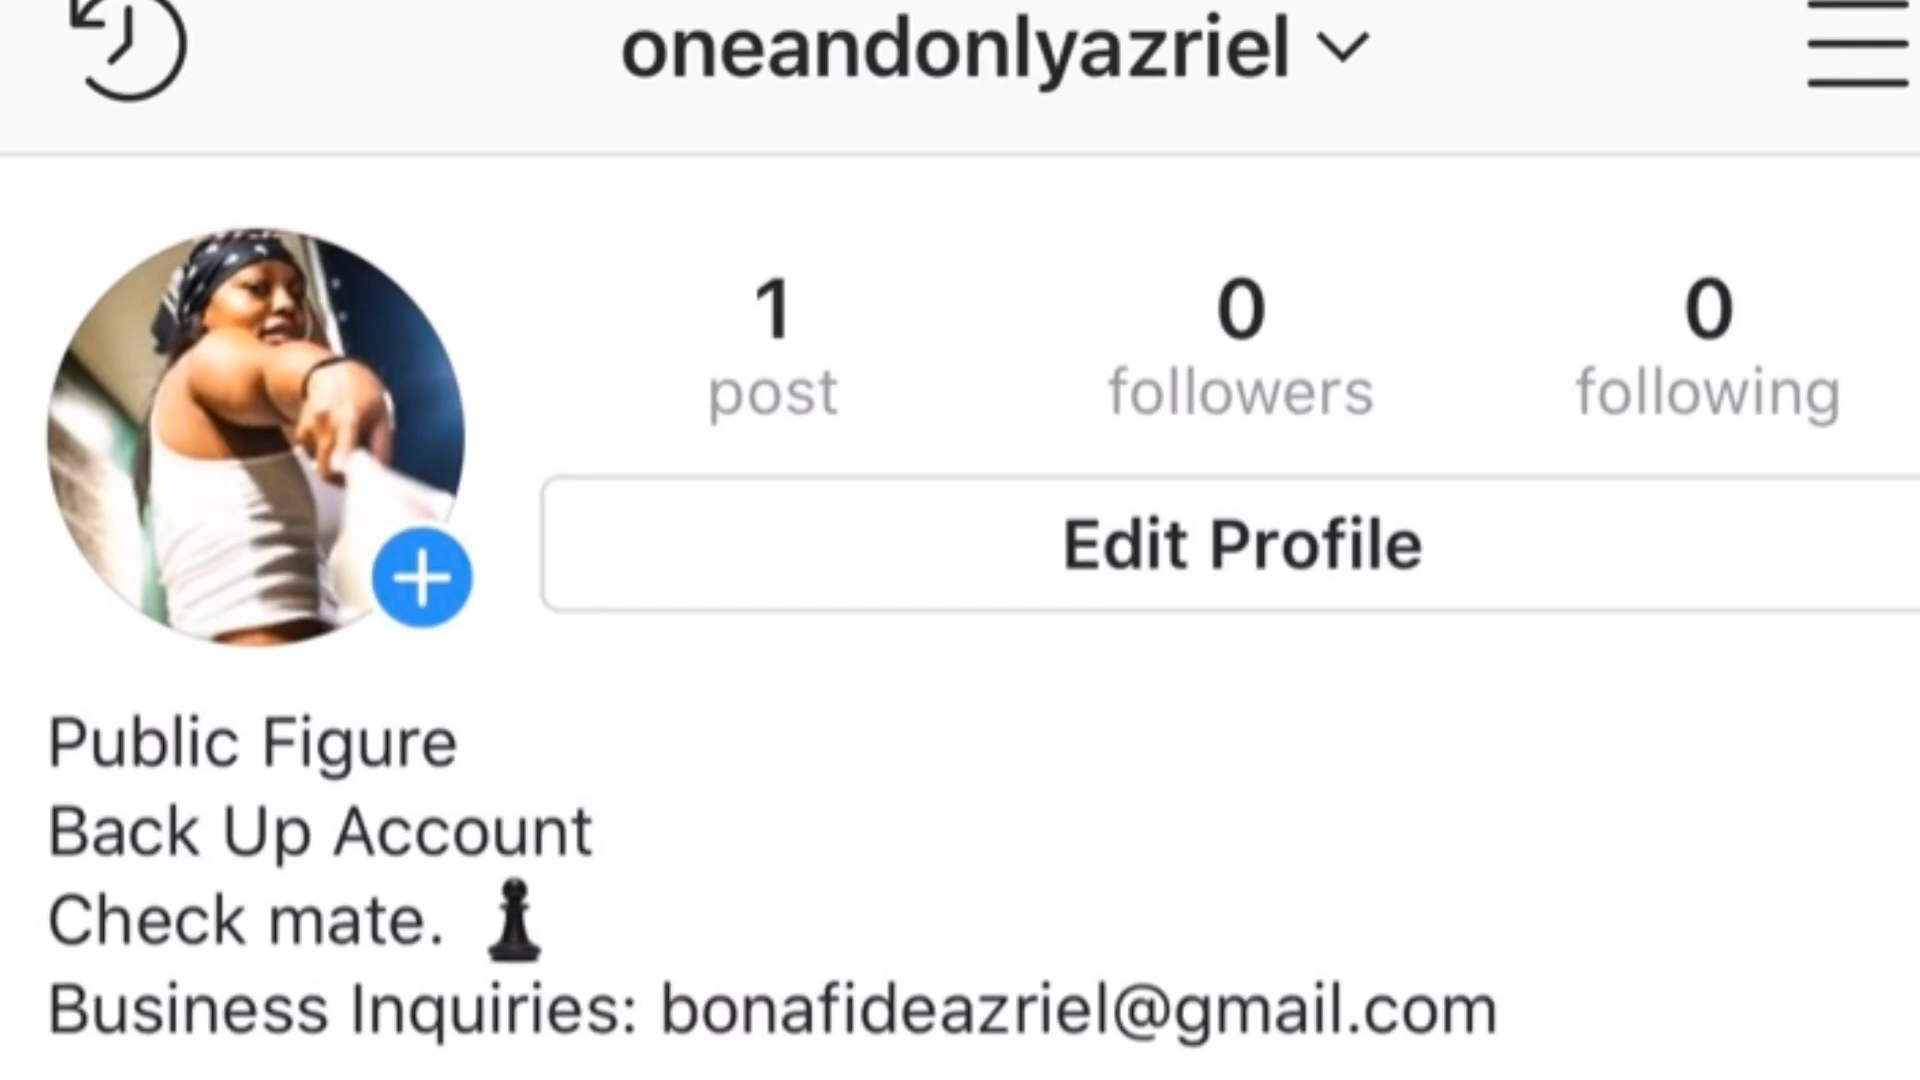 oneandonlyazriel
1 0 0
post followers following
Edit Profile
Public Figure
Back Up Account
Check mate. ♟
Business Inquiries: bonafideazriel@gmail.com